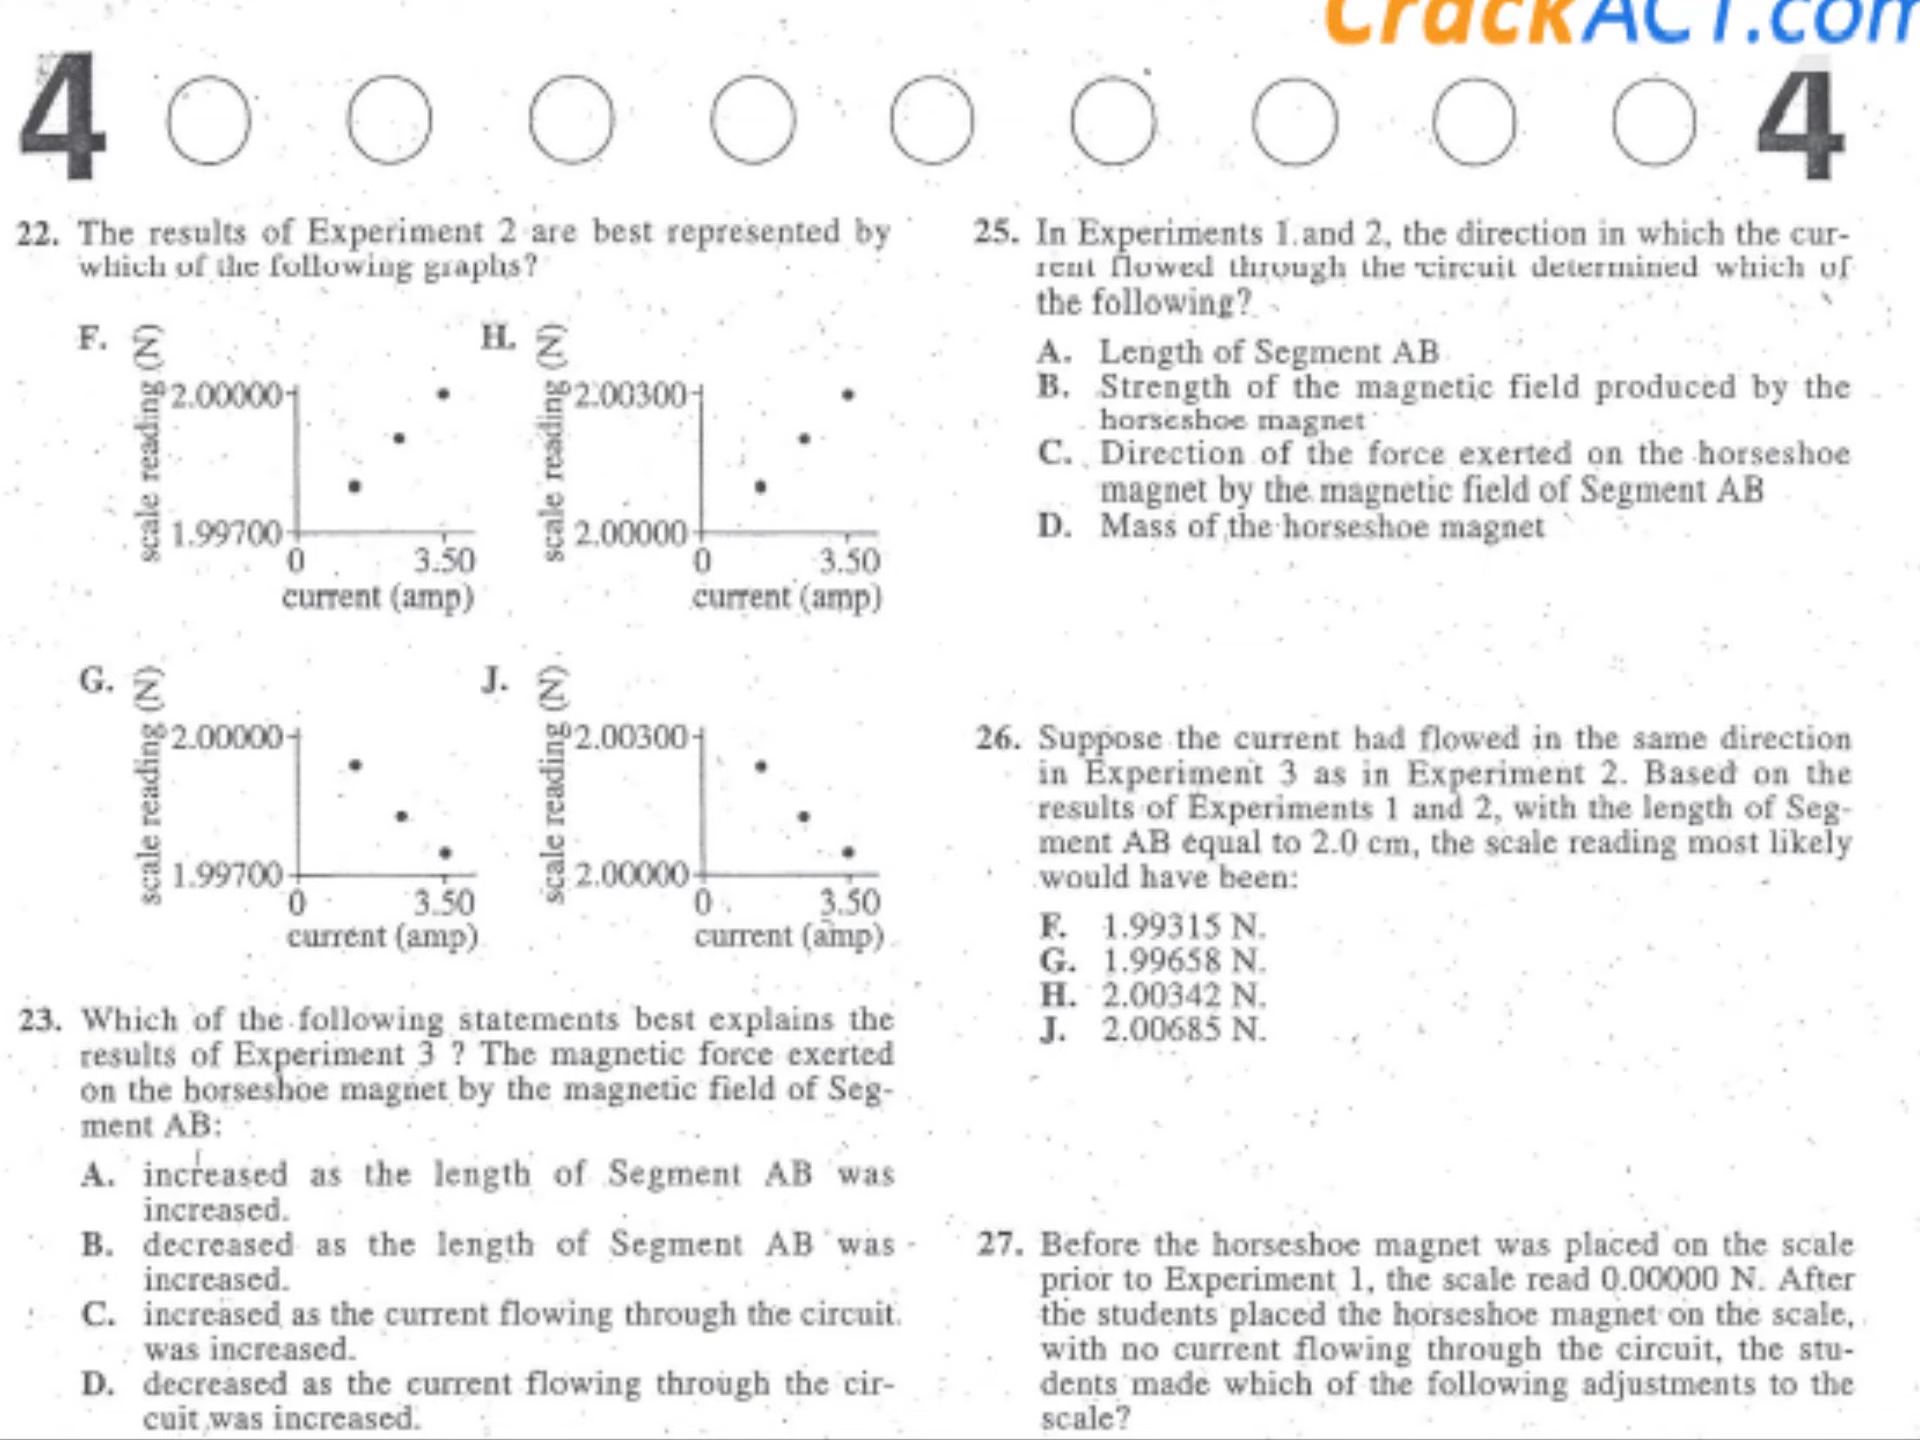 CrackACT.com
4
4
22. The results of Experiment 2 are best represented by
which of the following graphs?
F.
scale reading (N)
2.00000
1.99700
0
3.50
current (amp)
H.
scale reading (N)
2.00300
2.00000
0
3.50
current (amp)
G.
scale reading (N)
2.00000
1.99700
0
3.50
current (amp)
J.
scale reading (N)
2.00300
2.00000
0
3.50
current (amp)
23. Which of the following statements best explains the
results of Experiment 3 ? The magnetic force exerted
on the horseshoe magnet by the magnetic field of Seg-
ment AB:
A. increased as the length of Segment AB was
increased.
B. decreased as the length of Segment AB was
increased.
C. increased as the current flowing through the circuit
was increased.
D. decreased as the current flowing through the cir-
cuit was increased.
25. In Experiments 1 and 2, the direction in which the cur-
rent flowed through the circuit determined which of
the following?
A. Length of Segment AB
B. Strength of the magnetic field produced by the
horseshoe magnet
C. Direction of the force exerted on the horseshoe
magnet by the magnetic field of Segment AB
D. Mass of the horseshoe magnet
26. Suppose the current had flowed in the same direction
in Experiment 3 as in Experiment 2. Based on the
results of Experiments 1 and 2, with the length of Seg-
ment AB equal to 2.0 cm, the scale reading most likely
would have been:
F. 1.99315 N.
G. 1.99658 N.
H. 2.00342 N.
J. 2.00685 N.
27. Before the horseshoe magnet was placed on the scale
prior to Experiment 1, the scale read 0.00000 N. After
the students placed the horseshoe magnet on the scale,
with no current flowing through the circuit, the stu-
dents made which of the following adjustments to the
scale?